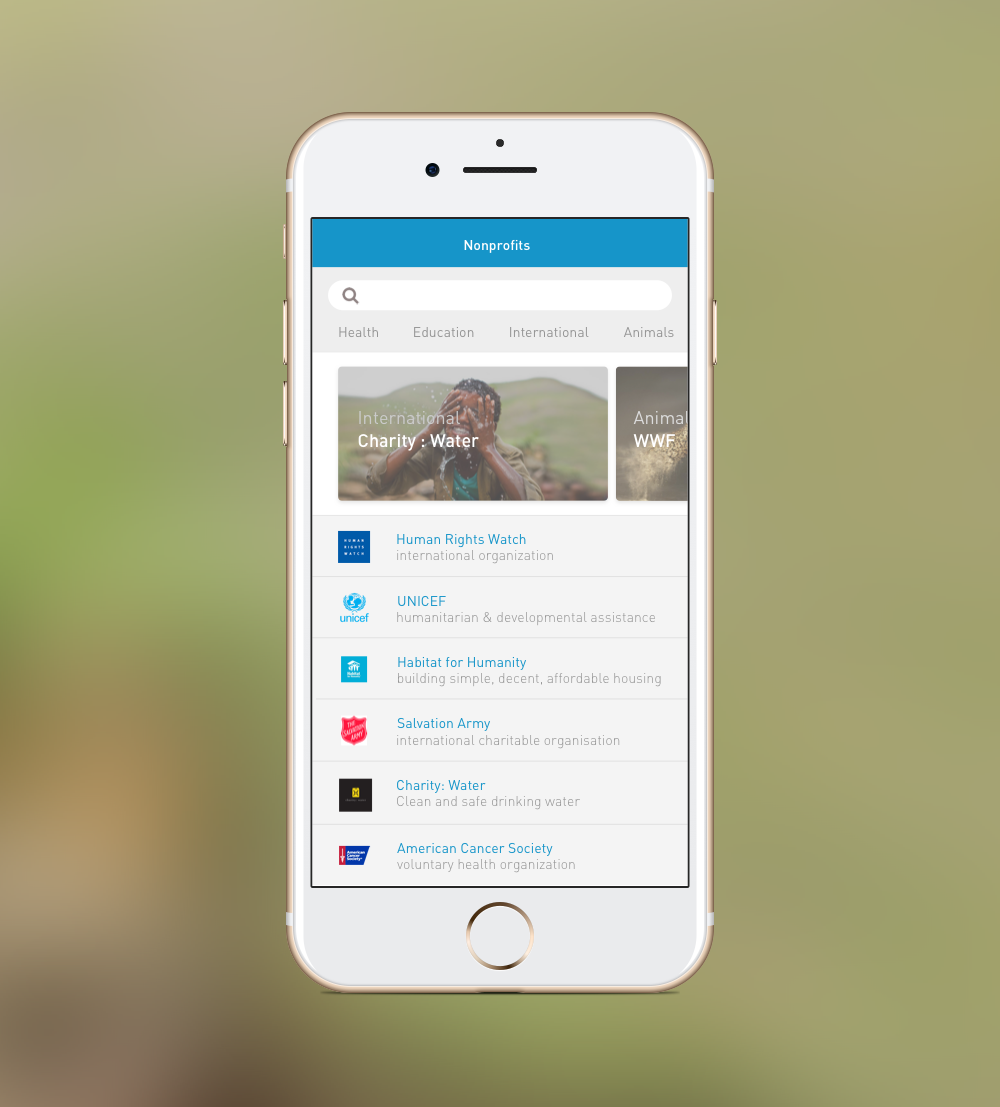 Nonprofits
Health Education International Animals
International
Charity : Water
Animal
WWF
HUMAN
RIGHTS
WATCH
Human Rights Watch
international organization
unicef
UNICEF
humanitarian & developmental assistance
Habitat
Habitat for Humanity
building simple, decent, affordable housing
THE
SALVATION
ARMY
Salvation Army
international charitable organisation
Charity: Water
Clean and safe drinking water
American
Cancer
Society
American Cancer Society
voluntary health organization